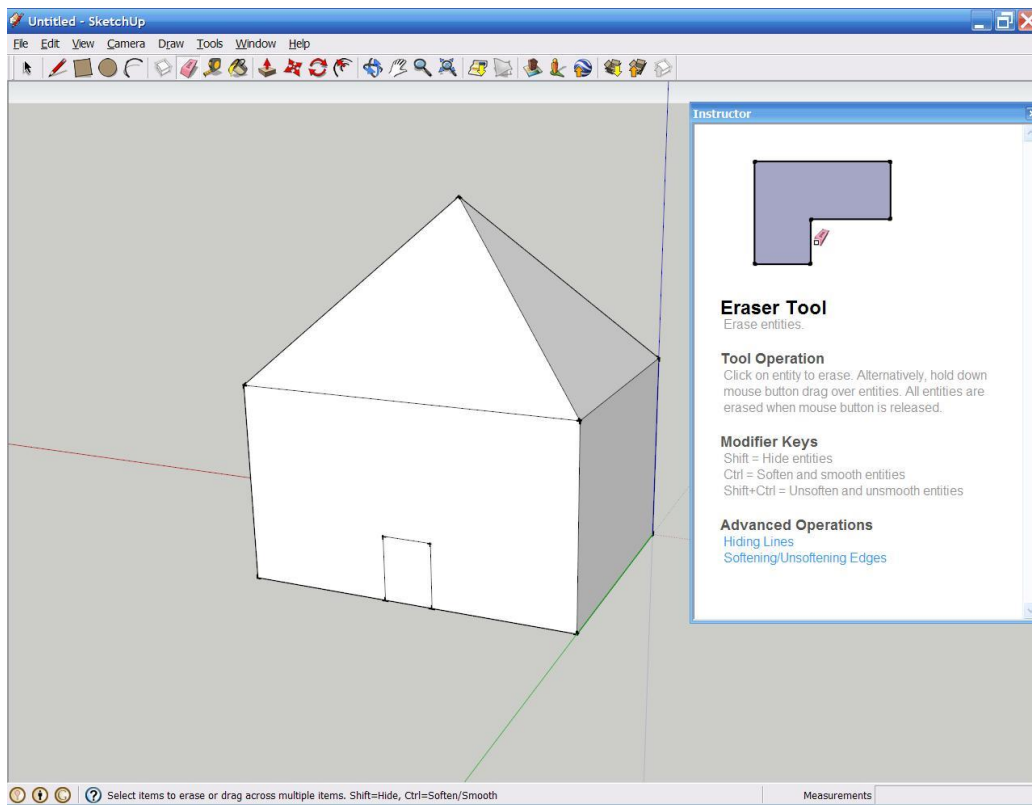 Untitled - SketchUp
File Edit View Camera Draw Tools Window Help
Instructor
Eraser Tool
Erase entities.
Tool Operation
Click on entity to erase. Alternatively, hold down
mouse button drag over entities. All entities are
erased when mouse button is released.
Modifier Keys
Shift = Hide entities
Ctrl = Soften and smooth entities
Shift+Ctrl = Unsoften and unsmooth entities
Advanced Operations
Hiding Lines
Softening/Unsoftening Edges
Select items to erase or drag across multiple items. Shift=Hide, Ctrl=Soften/Smooth
Measurements